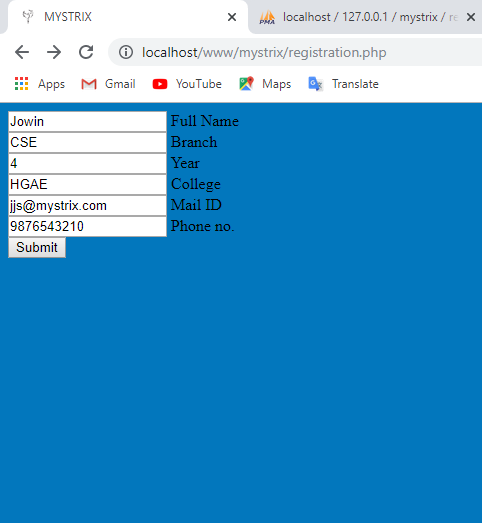 MYSTRIX
localhost / 127.0.0.1 / mystrix / re
localhost/www/mystrix/registration.php
Apps Gmail YouTube Maps Translate
Jowin Full Name
CSE Branch
4 Year
HGAE College
jjs@mystrix.com Mail ID
9876543210 Phone no.
Submit